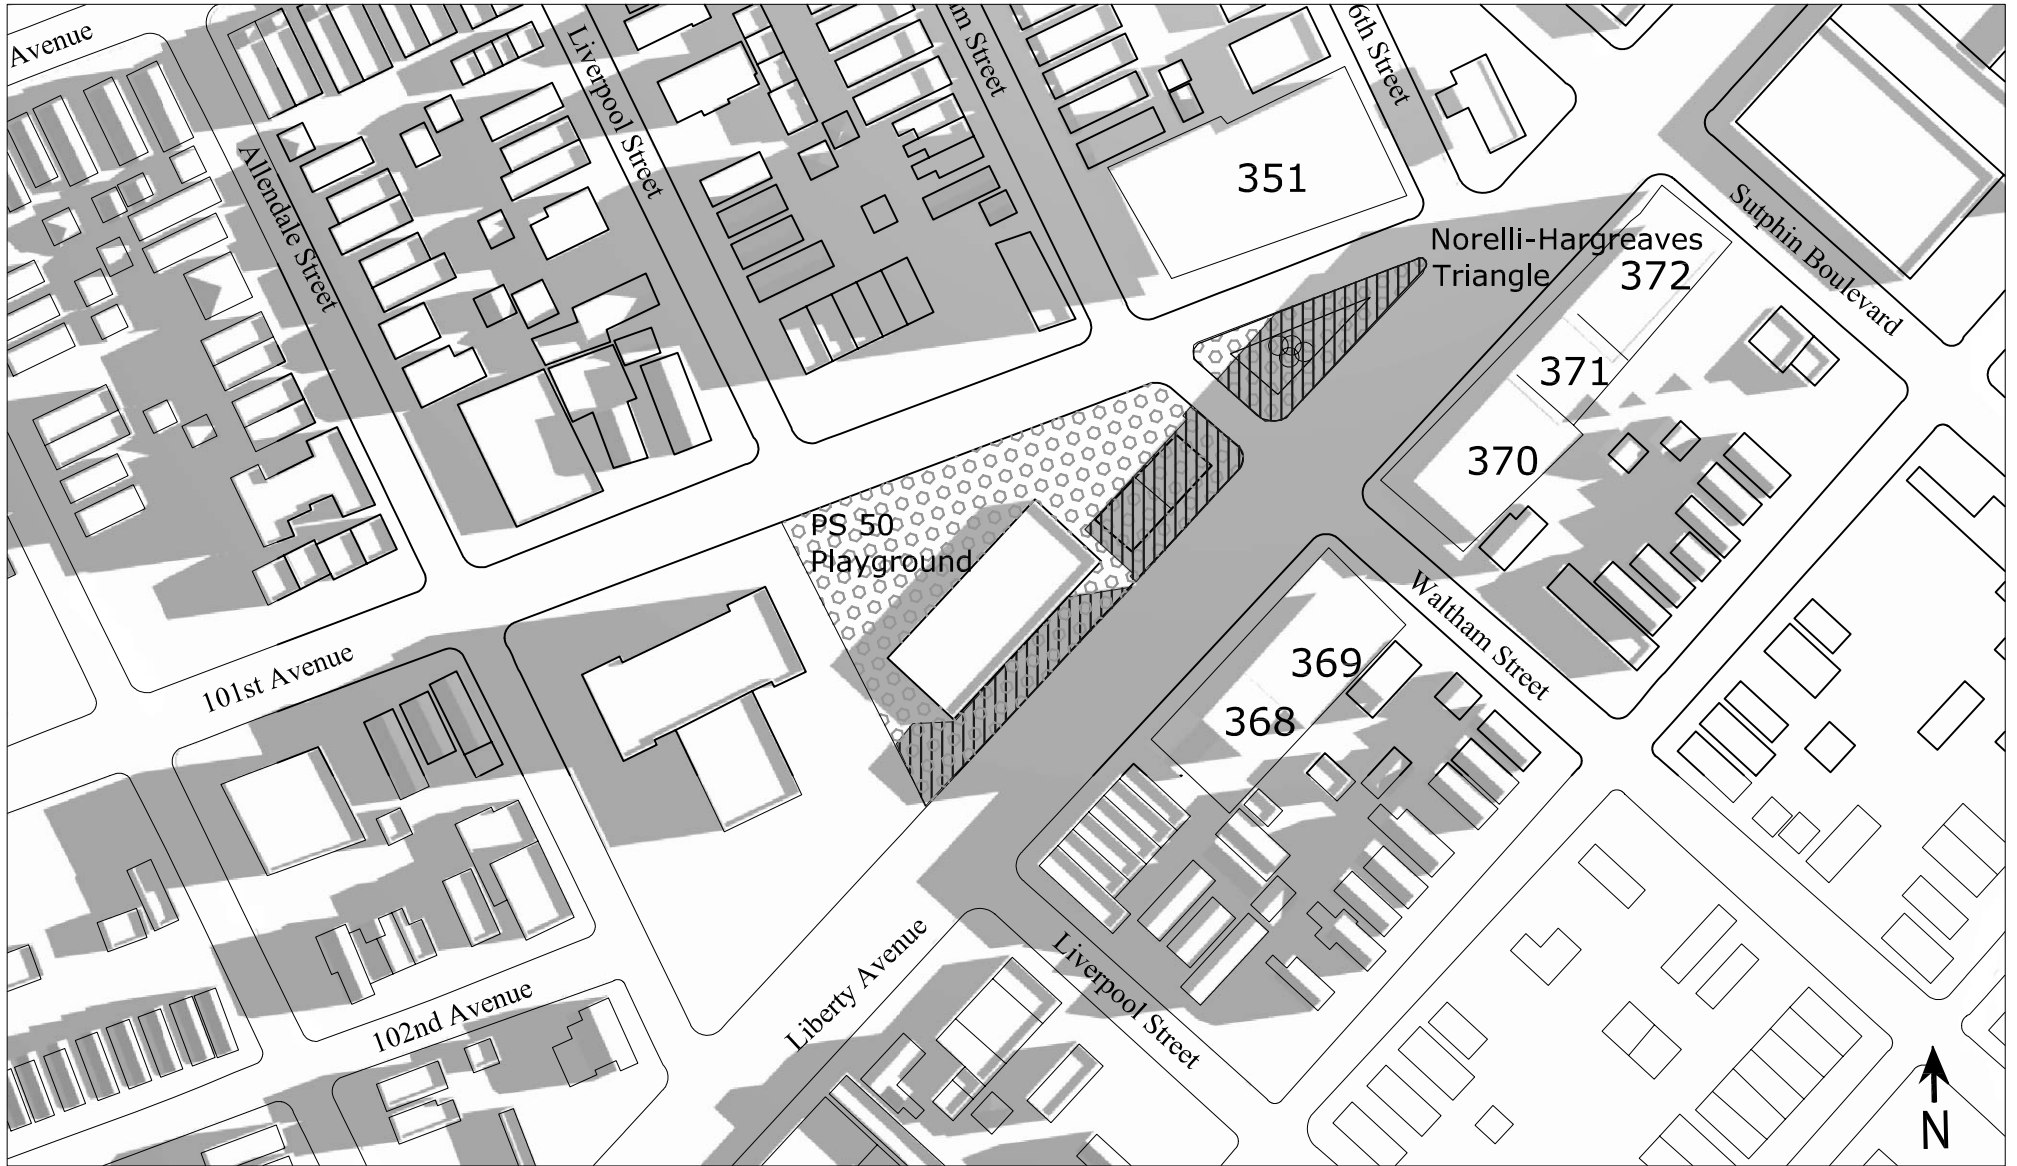 Avenue
Liverpool Street
am Street
6th Street
351
Allendale Street
Sutphin Boulevard
Norelli-Hargreaves
Triangle
372
371
370
PS 50
Playground
Waltham Street
369
368
101st Avenue
Liberty Avenue
Liverpool Street
102nd Avenue
N